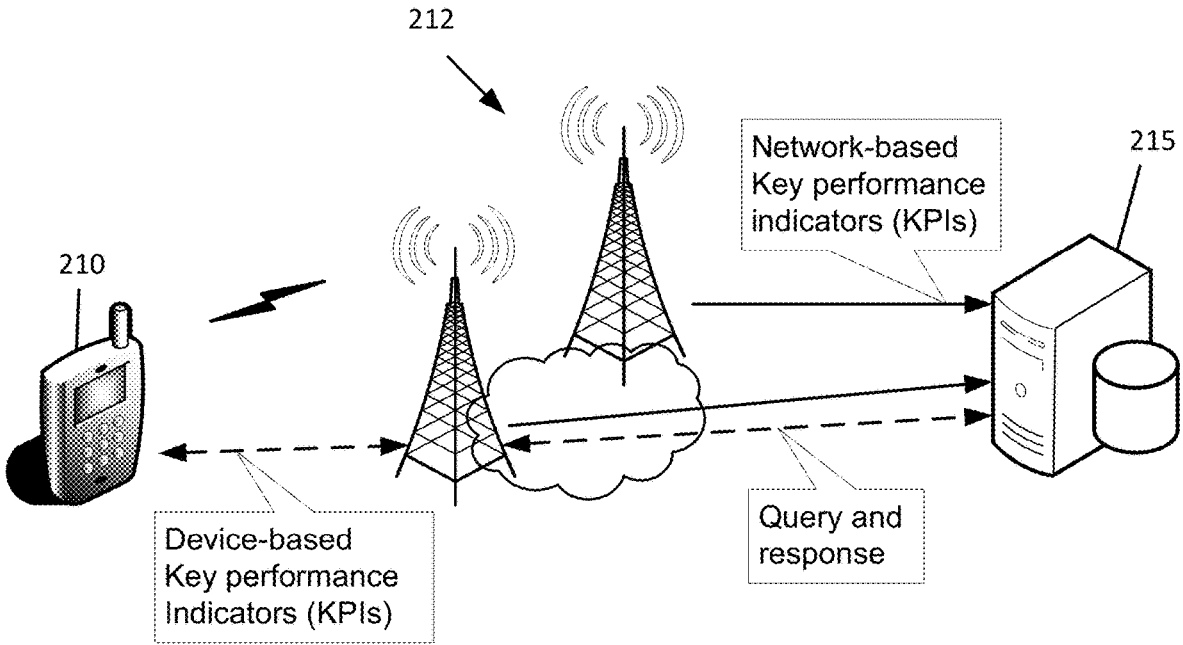 212
Network-based
Key performance
indicators (KPIs)
215
210
Device-based
Key performance
Indicators (KPIs)
Query and
response